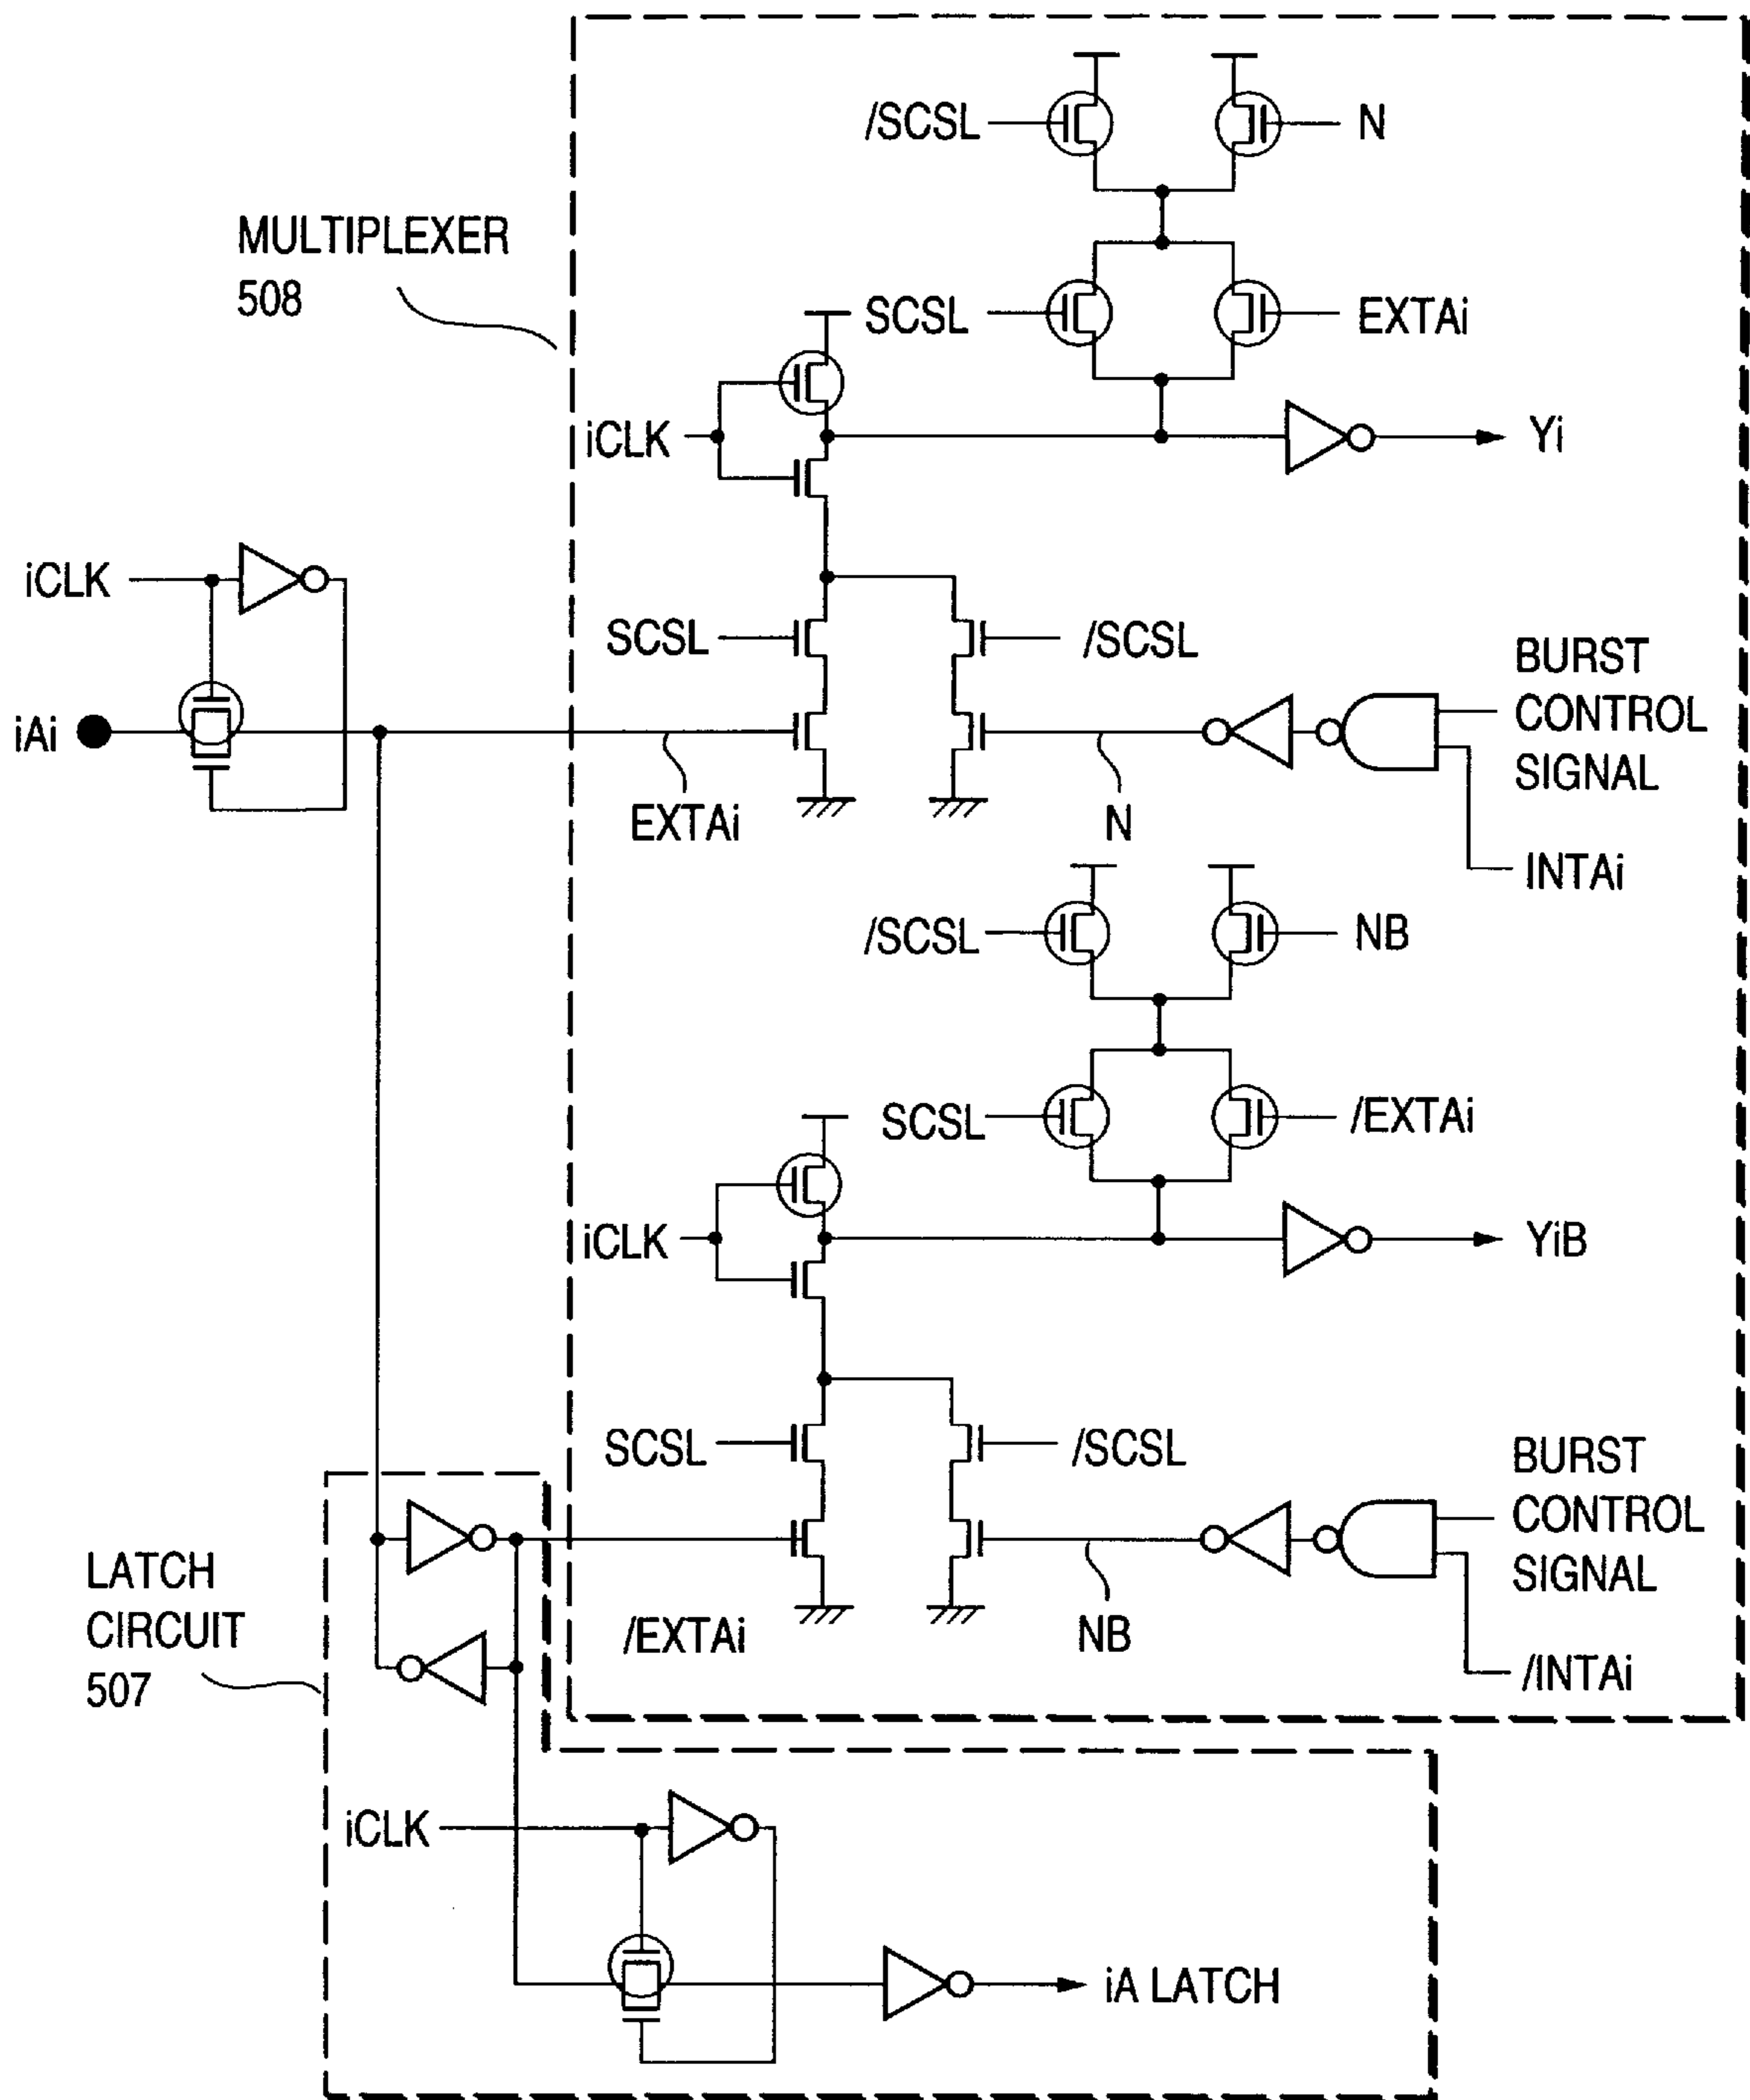 /SCSL
N
MULTIPLEXER
508
SCSL
EXTAi
iCLK
Yi
iCLK
SCSL
/SCSL
BURST
CONTROL
SIGNAL
iAi
EXTAi
N
INTAi
/SCSL
NB
SCSL
/EXTAi
iCLK
YiB
SCSL
/SCSL
BURST
CONTROL
SIGNAL
LATCH
CIRCUIT
507
/EXTAi
NB
/INTAi
iCLK
iA LATCH